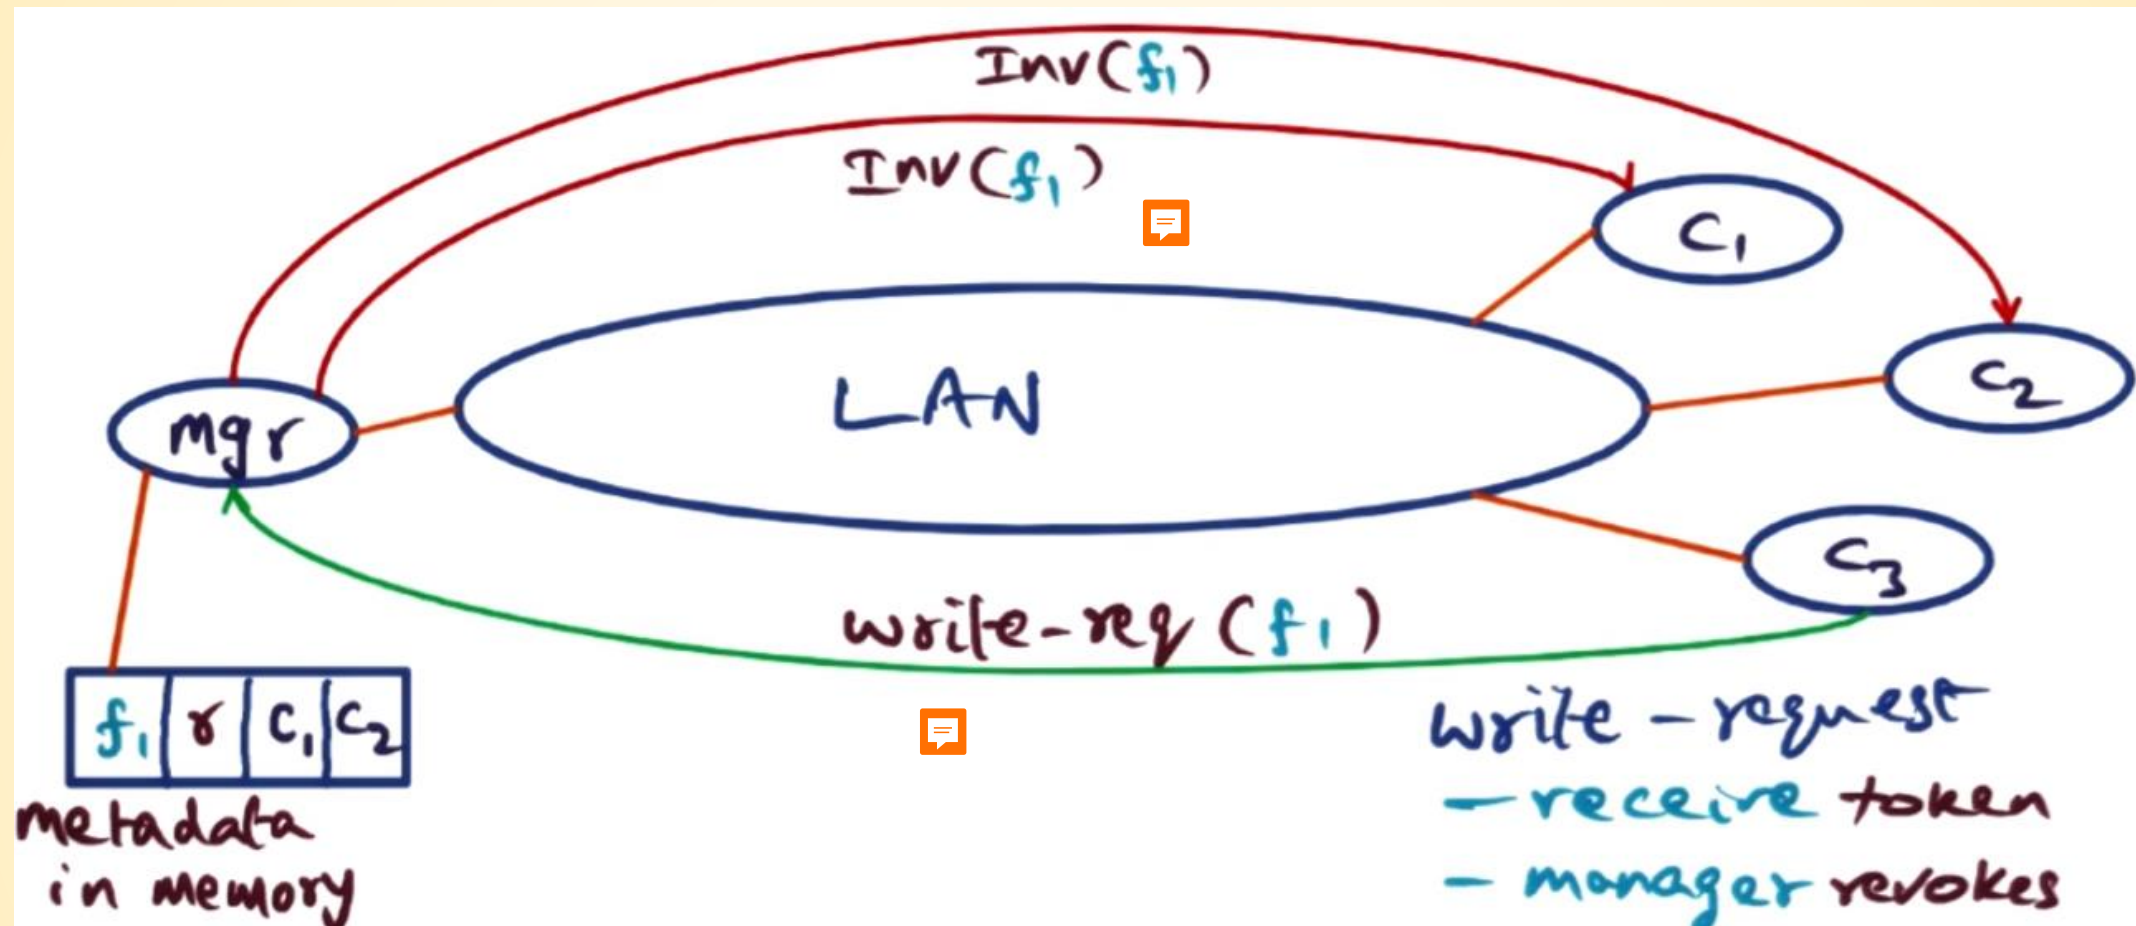 Inv(f₁)
Inv(f₁)
C₁
C₂
LAN
mgr
C₃
write-req (f₁)
f₁ r C₁ C₂
metadata
in memory
write - request
- receive token
- manager revokes